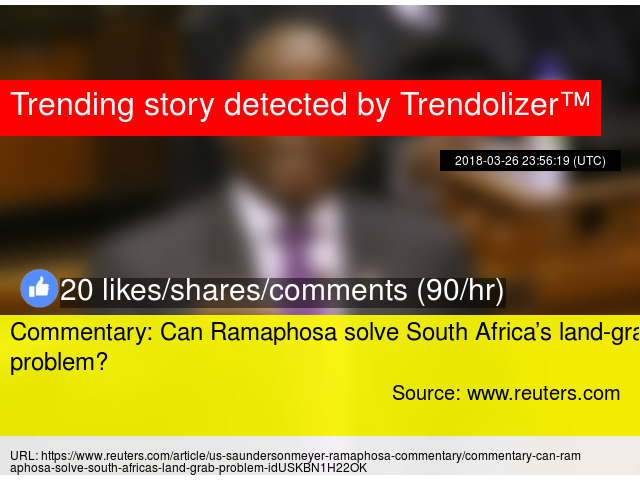 Trending story detected by Trendolizer™
2018-03-26 23:56:19 (UTC)
20 likes/shares/comments (90/hr)
Commentary: Can Ramaphosa solve South Africa’s land-gra
problem?
Source: www.reuters.com
URL: https://www.reuters.com/article/us-saundersonmeyer-ramaphosa-commentary/commentary-can-ram
aphosa-solve-south-africas-land-grab-problem-idUSKBN1H22OK